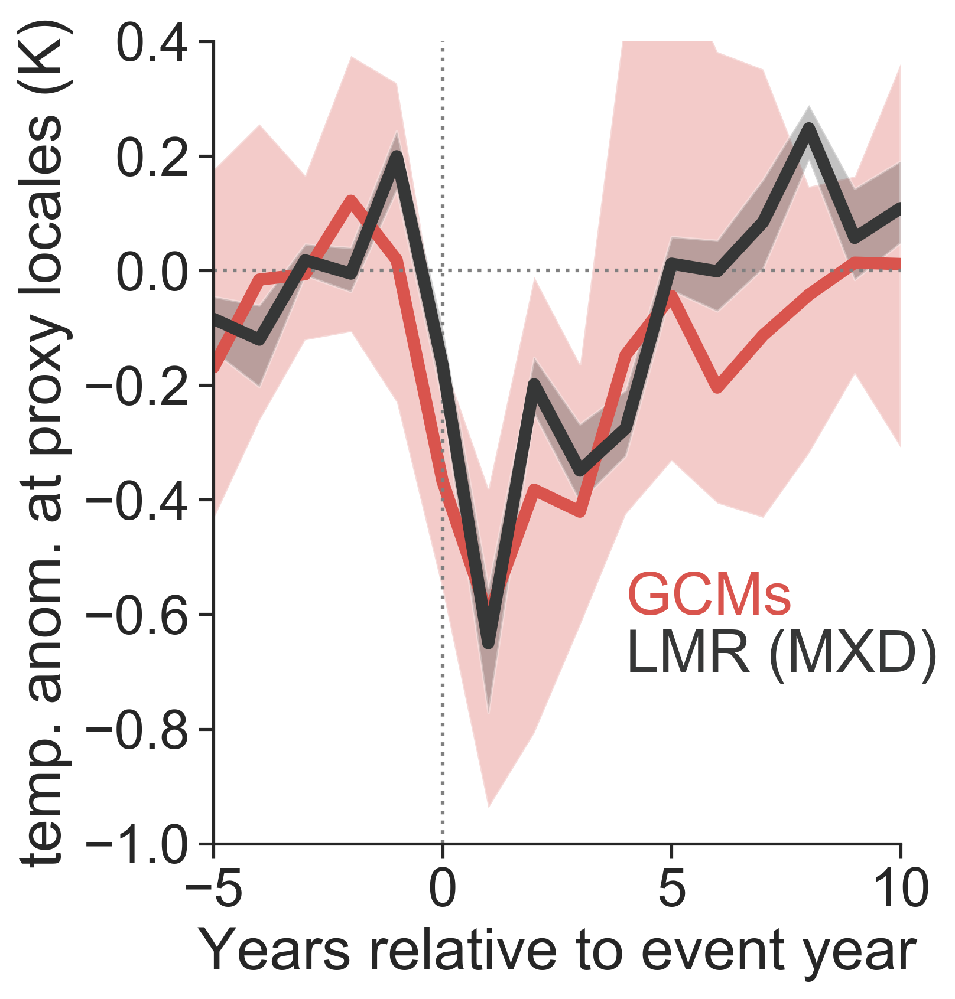 temp. anom. at proxy locales (K)
0.4
0.2
0.0
−0.2
−0.4
−0.6
−0.8
−1.0
GCMs
LMR (MXD)
−5 0 5 10
Years relative to event year